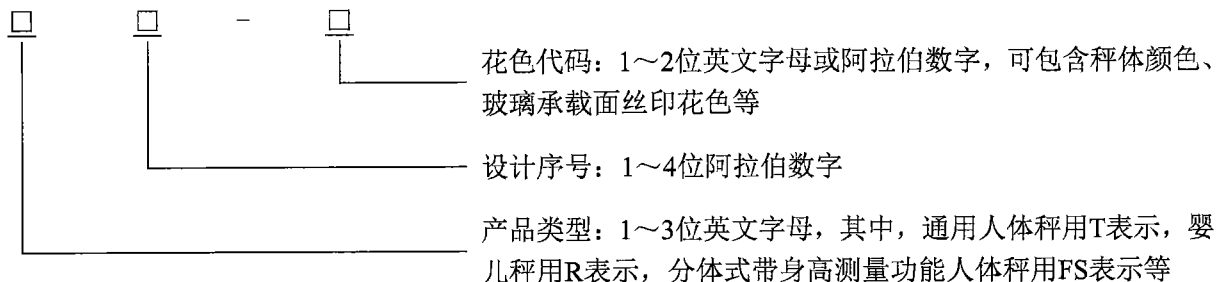 □ □ - □
花色代码：1～2位英文字母或阿拉伯数字，可包含秤体颜色、
玻璃承载面丝印花色等
设计序号：1～4位阿拉伯数字
产品类型：1～3位英文字母，其中，通用人体秤用T表示，婴
儿秤用R表示，分体式带身高测量功能人体秤用FS表示等